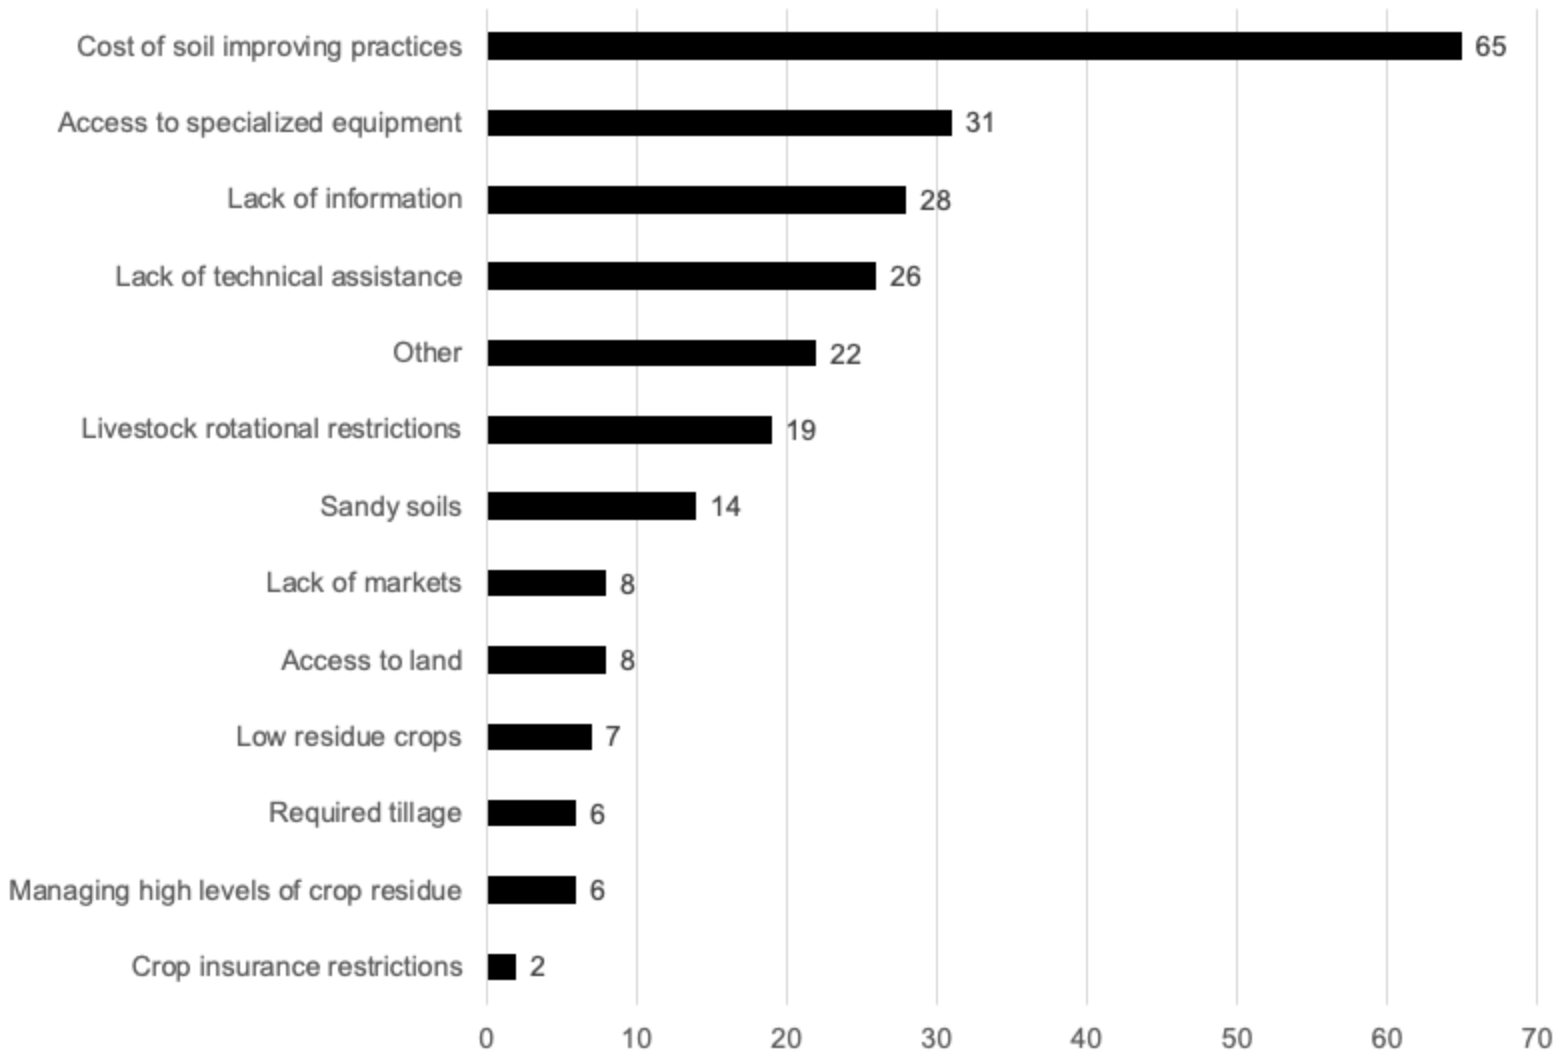 Cost of soil improving practices 65
Access to specialized equipment 31
Lack of information 28
Lack of technical assistance 26
Other 22
Livestock rotational restrictions 19
Sandy soils 14
Lack of markets 8
Access to land 8
Low residue crops 7
Required tillage 6
Managing high levels of crop residue 6
Crop insurance restrictions 2
0 10 20 30 40 50 60 70